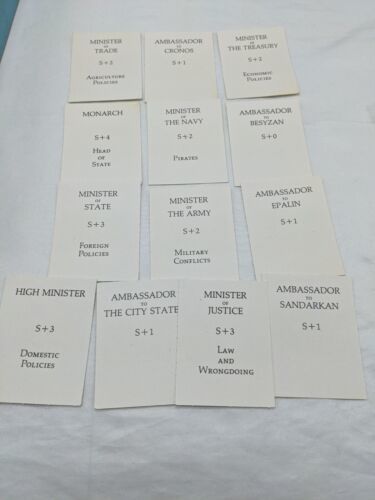 MINISTER
OF
TRADE
S+3
AGRICULTURE
POLICIES
AMBASSADOR
TO
CRONOS
S+1
MINISTER
OF
THE TREASURY
S+2
ECONOMIC
POLICIES
MONARCH
S+4
HEAD
OF
STATE
MINISTER
OF
THE NAVY
S+2
PIRATES
AMBASSADOR
TO
BESYZAN
S+0
MINISTER
OF
STATE
S+3
FOREIGN
POLICIES
MINISTER
OF
THE ARMY
S+2
MILITARY
CONFLICTS
AMBASSADOR
TO
EPALIN
S+1
HIGH MINISTER
S+3
DOMESTIC
POLICIES
AMBASSADOR
TO
THE CITY STATE
S+1
MINISTER
OF
JUSTICE
S+3
LAW
AND
WRONGDOING
AMBASSADOR
TO
SANDARKAN
S+1